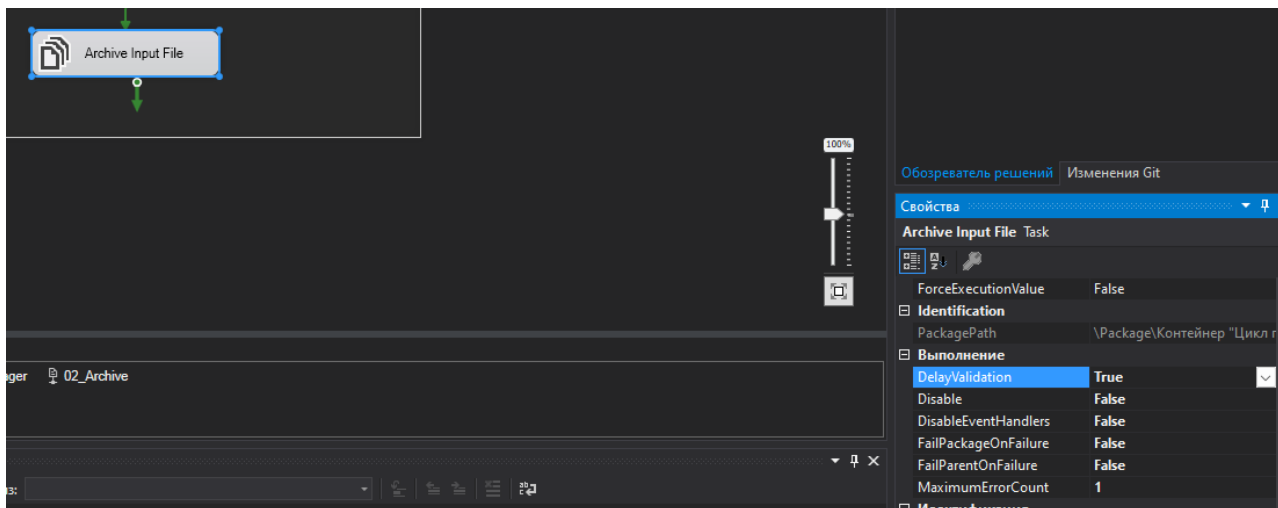 Archive Input File
100%
Обозреватель решений Изменения Git
Свойства
Archive Input File Task
ForceExecutionValue False
Identification
PackagePath \Package\Контейнер "Цикл
Выполнение
ager 02_Archive
DelayValidation True
Disable False
DisableEventHandlers False
FailPackageOnFailure False
FailParentOnFailure False
из:
MaximumErrorCount 1